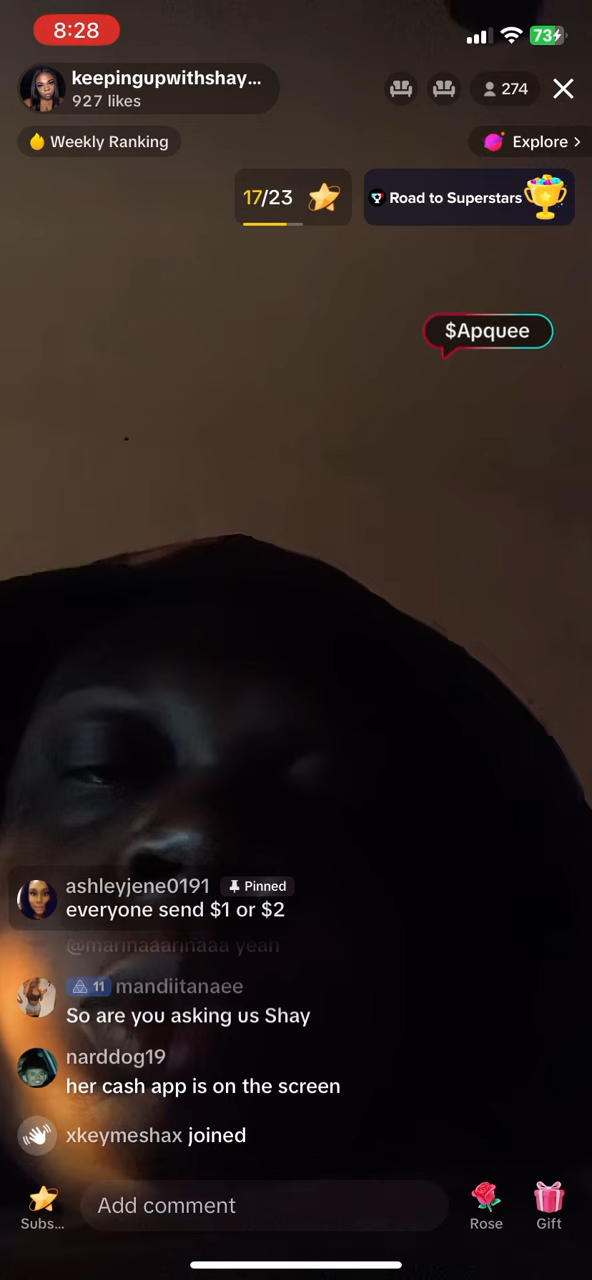 8:28
73
keepingupwithshay...
927 likes
274
Weekly Ranking
Explore >
17/23
Road to Superstars
$Apquee
ashleyjene0191 Pinned
everyone send $1 or $2
@marinaaarinaaa yeah
11 mandiitanaee
So are you asking us Shay
narddog19
her cash app is on the screen
xkeymeshax joined
Subs...
Add comment
Rose
Gift